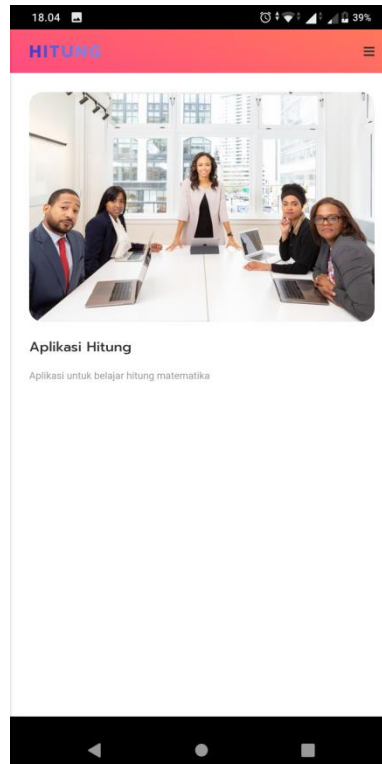 18.04
39%
HITUNG
Aplikasi Hitung
Aplikasi untuk belajar hitung matematika